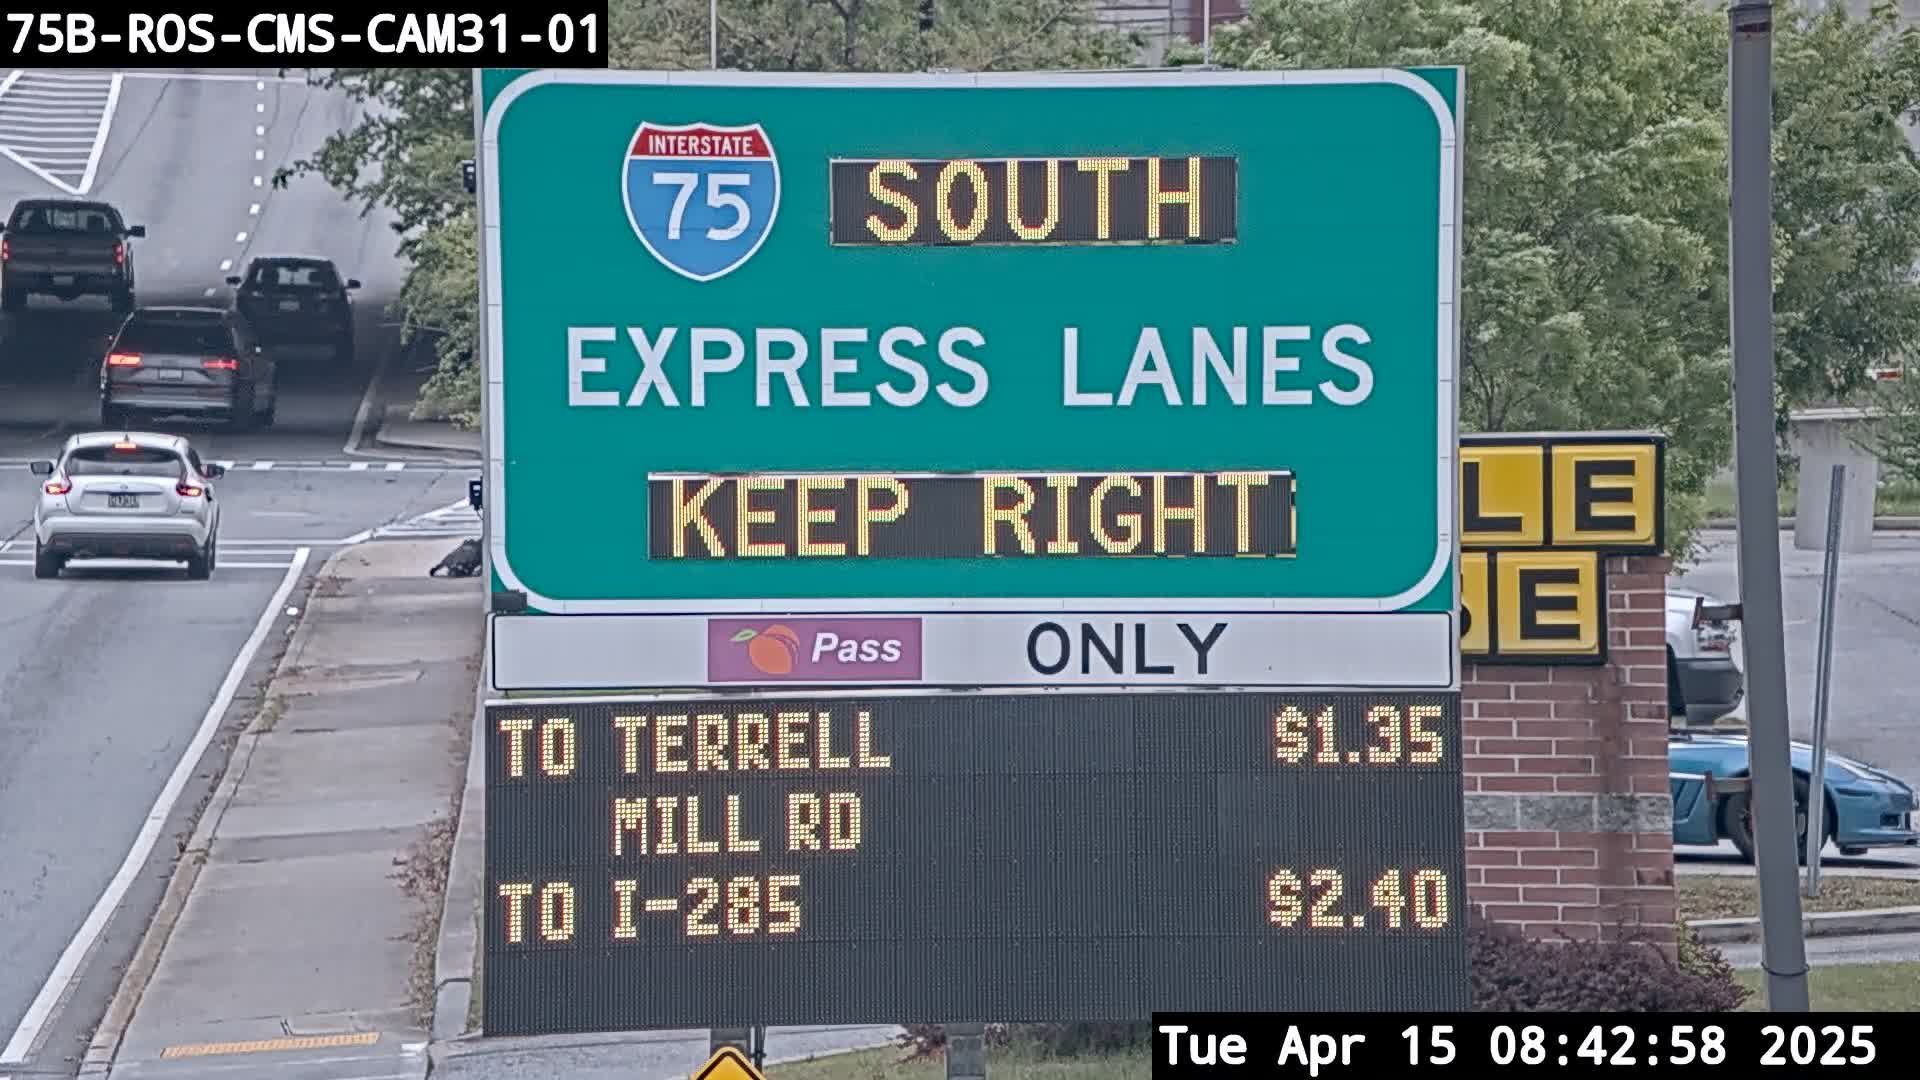 75B-ROS-CMS-CAM31-01
INTERSTATE
75
SOUTH
EXPRESS LANES
KEEP RIGHT
Pass ONLY
TO TERRELL $1.35
MILL RD
TO I-285 $2.40
LE
E
Tue Apr 15 08:42:58 2025